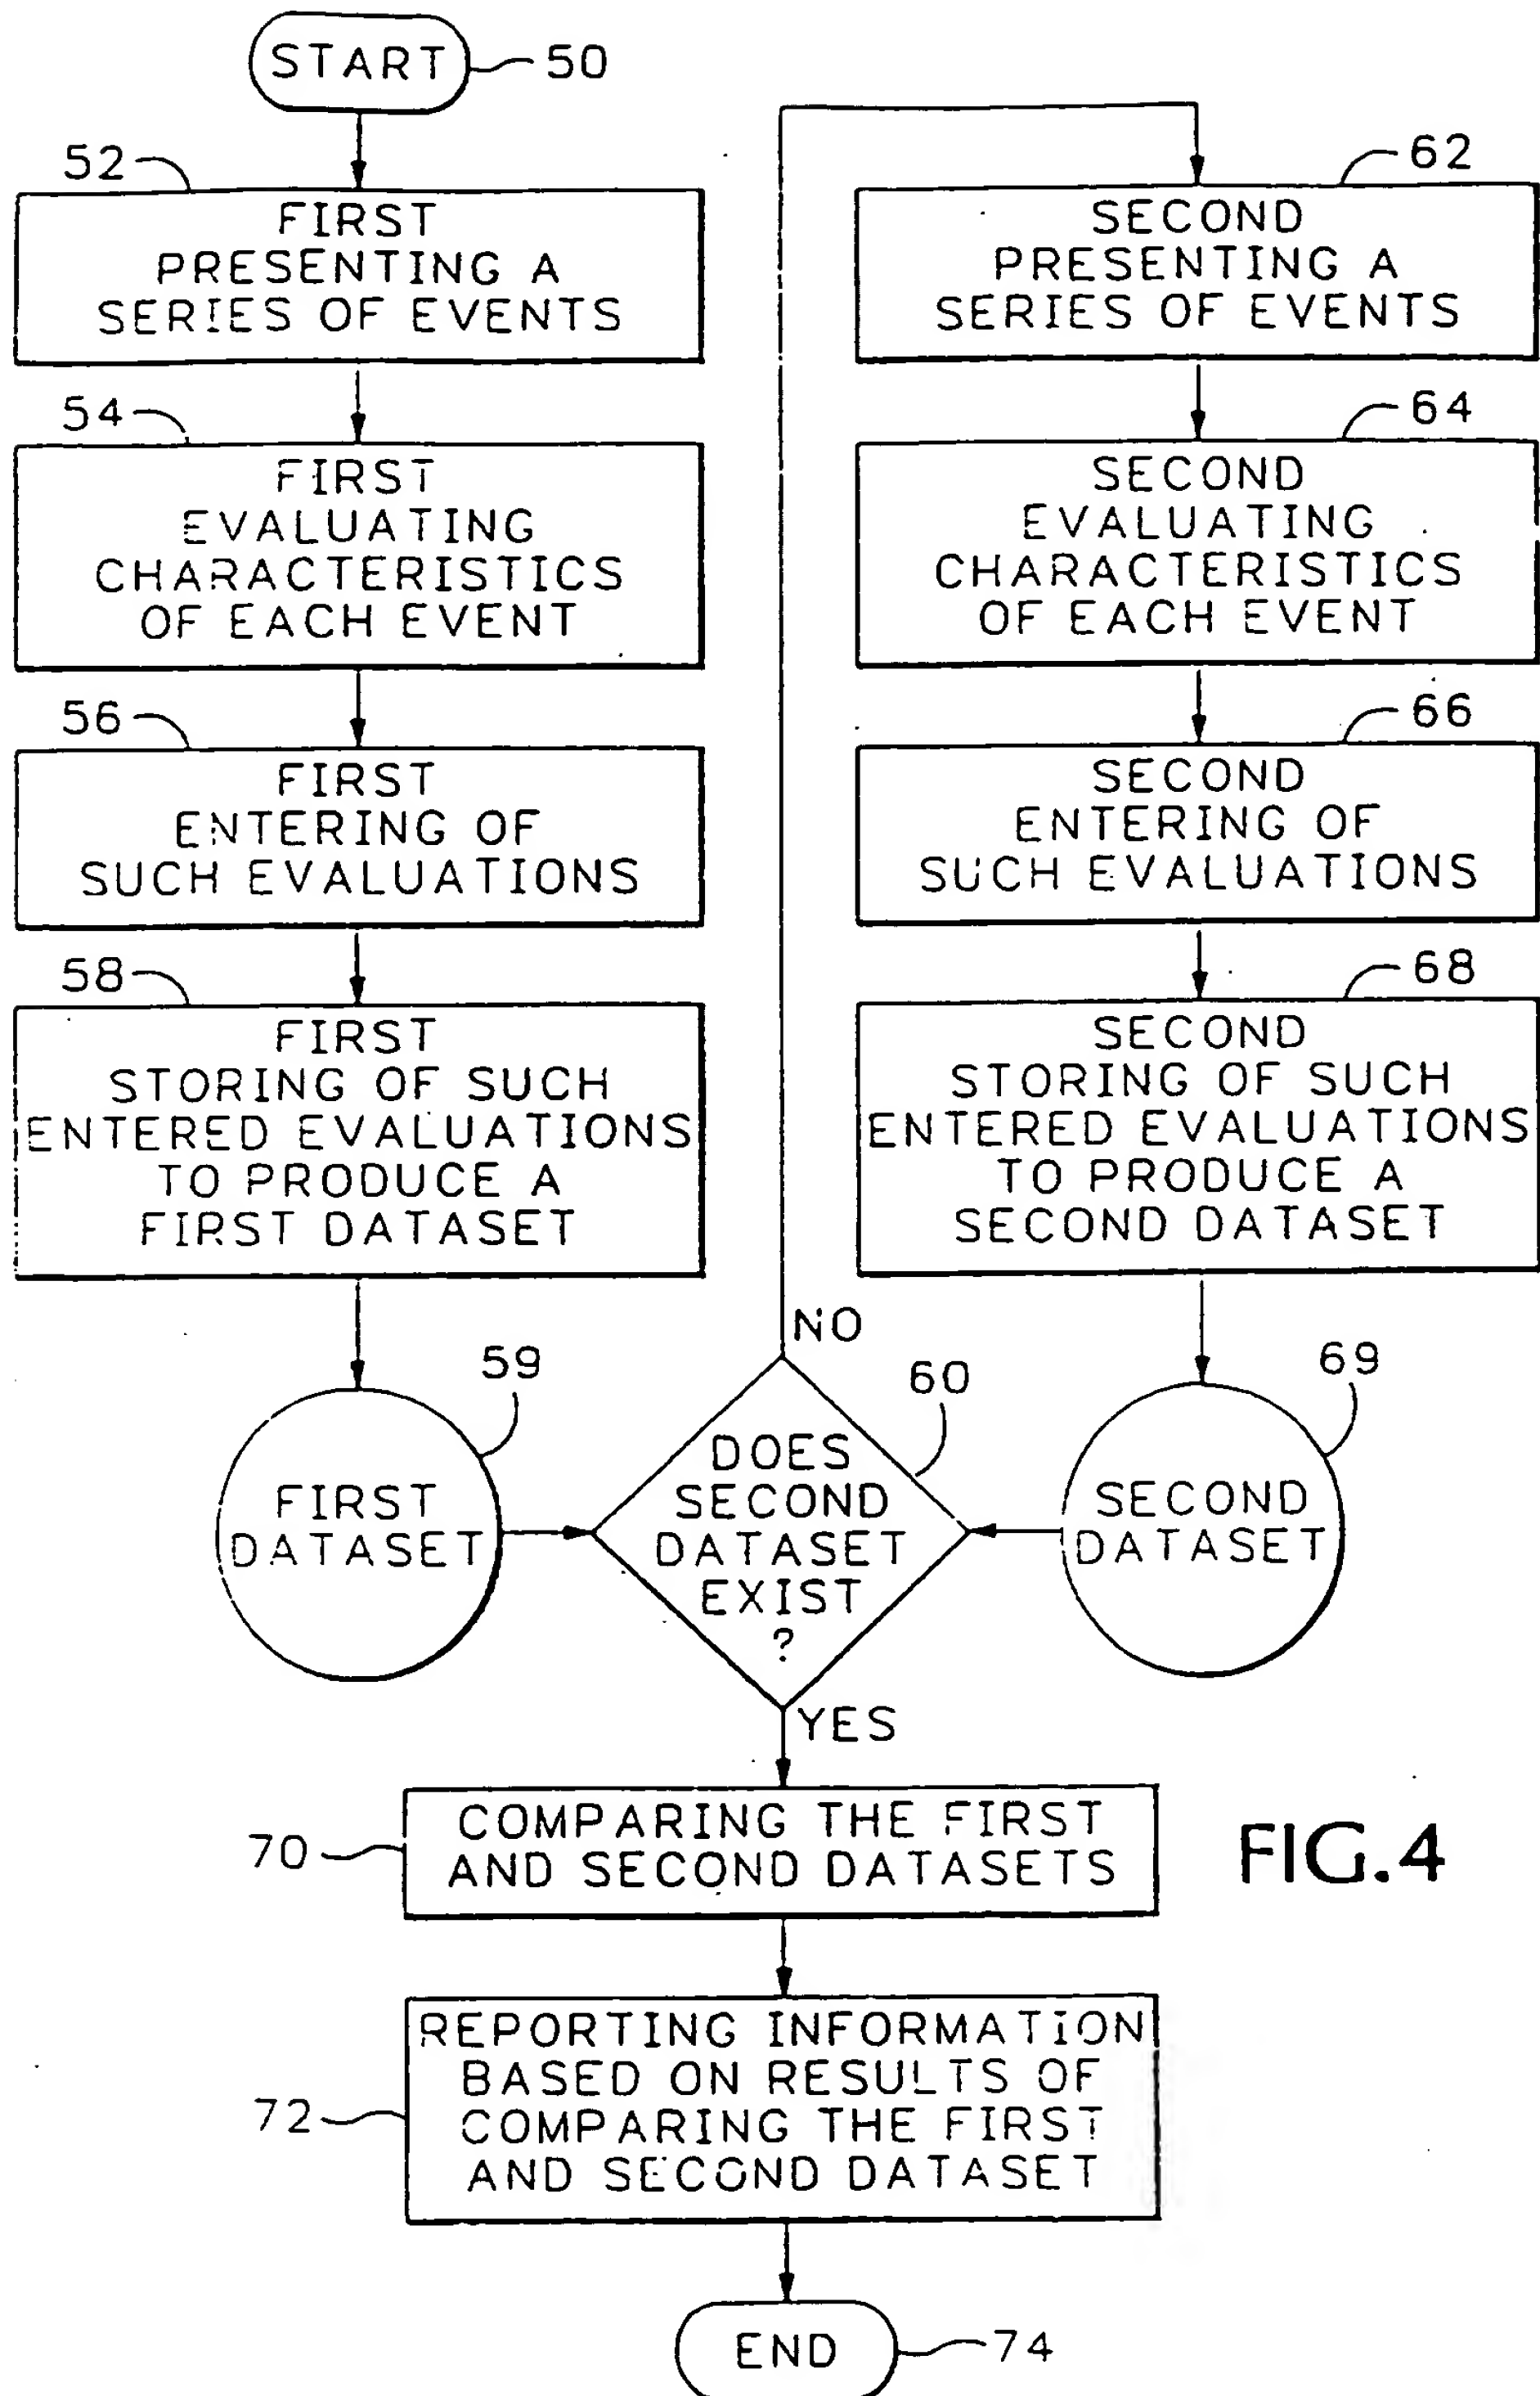 START
50
52
FIRST
PRESENTING A
SERIES OF EVENTS
54
FIRST
EVALUATING
CHARACTERISTICS
OF EACH EVENT
56
FIRST
ENTERING OF
SUCH EVALUATIONS
58
FIRST
STORING OF SUCH
ENTERED EVALUATIONS
TO PRODUCE A
FIRST DATASET
59
FIRST
DATASET
NO
60
DOES
SECOND
DATASET
EXIST
?
YES
62
SECOND
PRESENTING A
SERIES OF EVENTS
64
SECOND
EVALUATING
CHARACTERISTICS
OF EACH EVENT
66
SECOND
ENTERING OF
SUCH EVALUATIONS
68
SECOND
STORING OF SUCH
ENTERED EVALUATIONS
TO PRODUCE A
SECOND DATASET
69
SECOND
DATASET
70
COMPARING THE FIRST
AND SECOND DATASETS
FIG.4
72
REPORTING INFORMATION
BASED ON RESULTS OF
COMPARING THE FIRST
AND SECOND DATASET
END
74